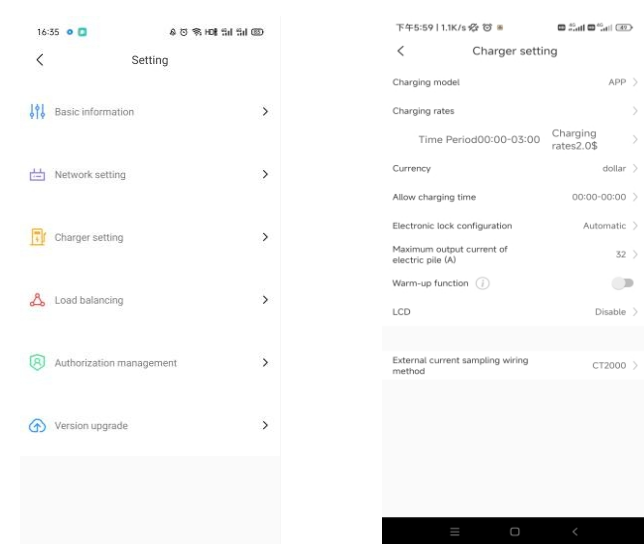 16:35
Setting
Basic information
Network setting
Charger setting
Load balancing
Authorization management
Version upgrade
下午5:59 | 1.1K/s
Charger setting
Charging model APP
Charging rates
Time Period00:00-03:00 Charging rates2.0$
Currency dollar
Allow charging time 00:00-00:00
Electronic lock configuration Automatic
Maximum output current of
electric pile (A) 32
Warm-up function
LCD Disable
External current sampling wiring
method CT2000